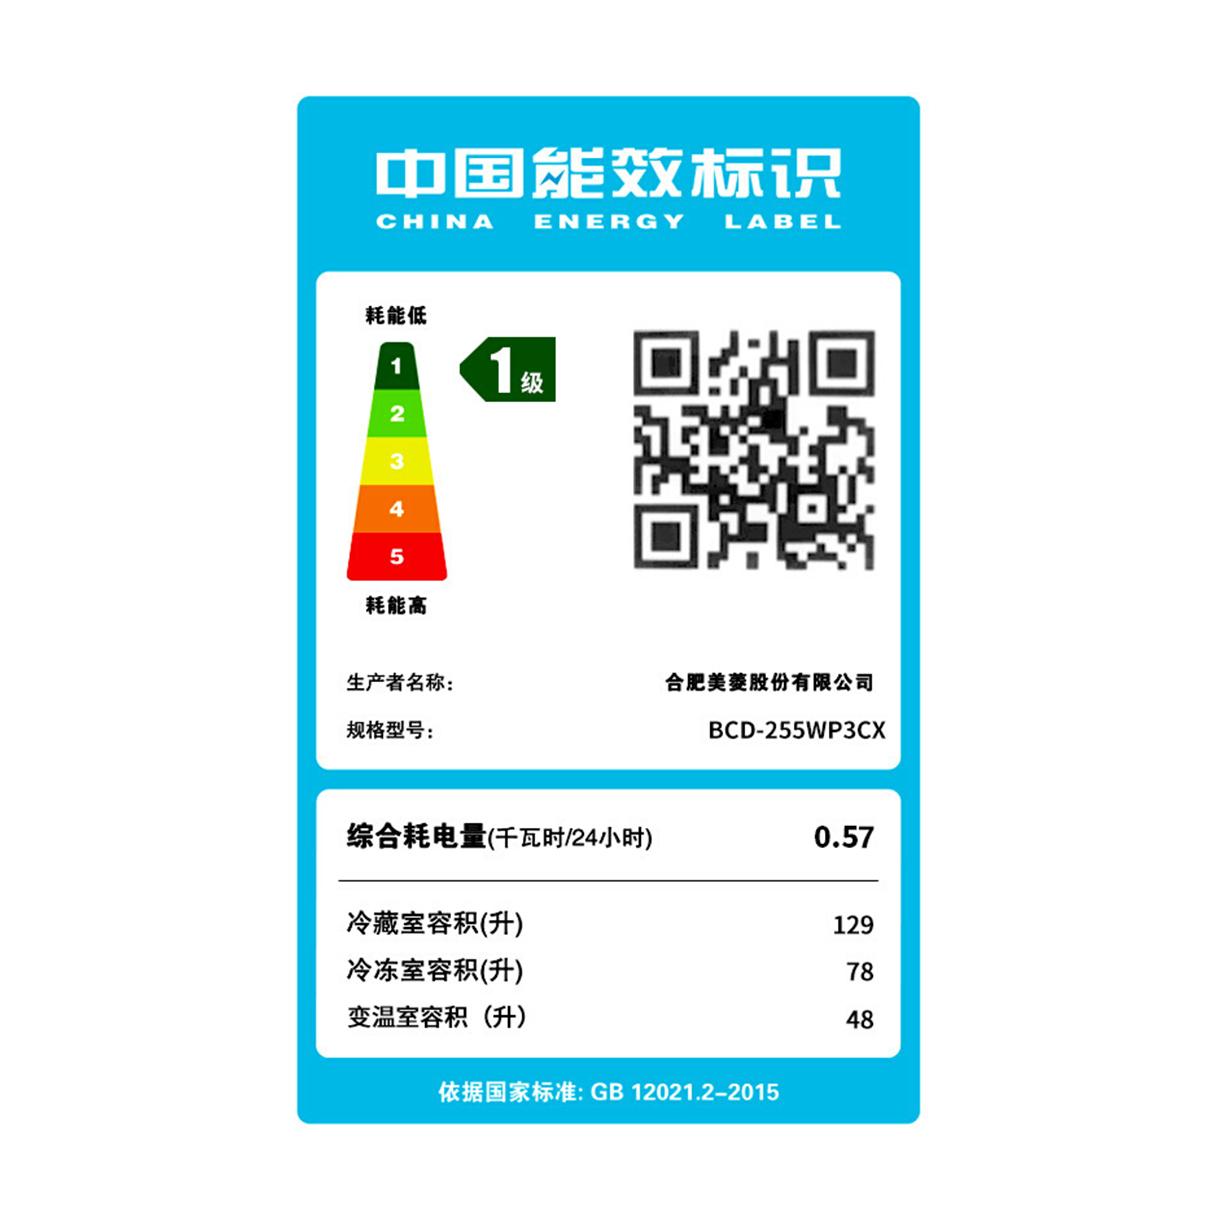 中国能效标识
CHINA ENERGY LABEL
耗能低
1
1级
2
3
4
5
耗能高
生产者名称: 合肥美菱股份有限公司
规格型号: BCD-255WP3CX
综合耗电量(千瓦时/24小时) 0.57
冷藏室容积(升) 129
冷冻室容积(升) 78
变温室容积（升） 48
依据国家标准: GB 12021.2-2015